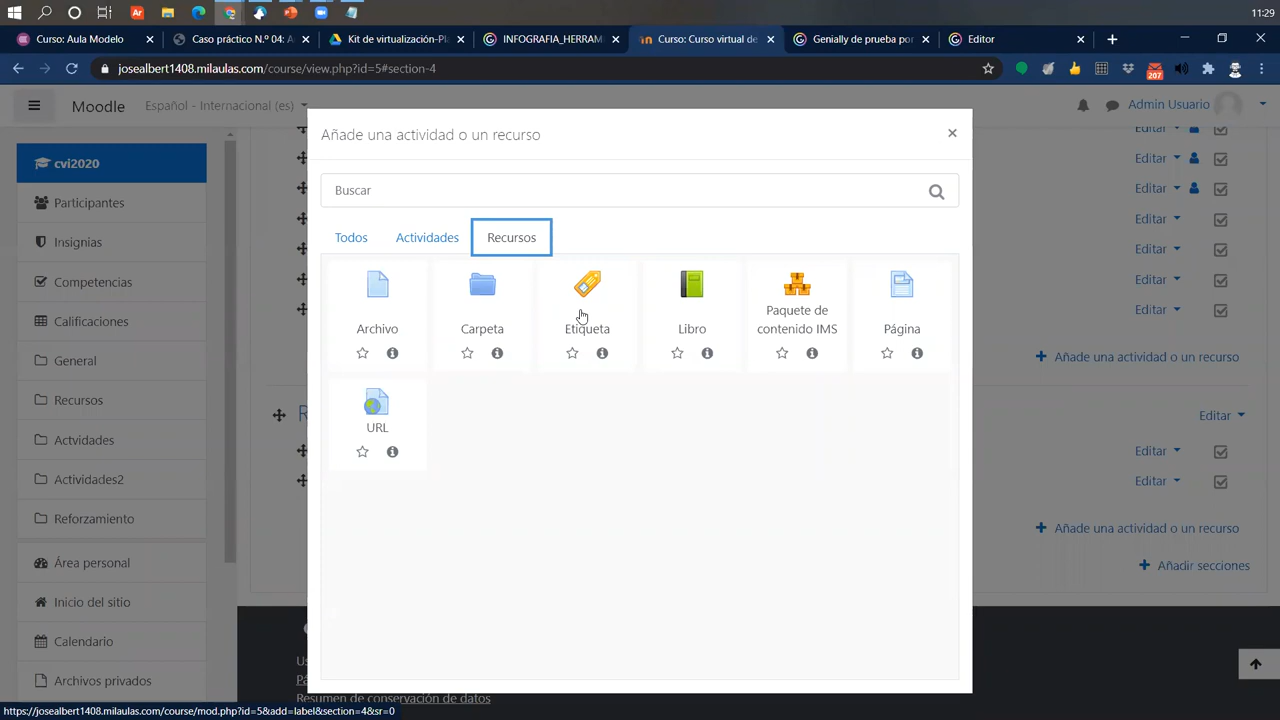 11:29
Curso: Aula Modelo
Caso práctico N.º 04: A
Kit de virtualización-Pl
INFOGRAFIA_HERRAM
Curso: Curso virtual de
Genially de prueba por
Editor
josealbert1408.milaulas.com/course/view.php?id=5#section-4
207
Moodle
Español - Internacional (es)
Admin Usuario
cvi2020
Participantes
Insignias
Competencias
Calificaciones
General
Recursos
Actividades
Actividades2
Reforzamiento
Área personal
Inicio del sitio
Calendario
Archivos privados
Añade una actividad o un recurso
Buscar
Todos
Actividades
Recursos
Archivo
Carpeta
Etiqueta
Libro
Paquete de
contenido IMS
Página
URL
Editar
Editar
Editar
Editar
Editar
Editar
Editar
Añade una actividad o un recurso
R
Editar
Editar
Editar
Añade una actividad o un recurso
Añadir secciones
Us
Pá
Resumen de conservación de datos
https://josealbert1408.milaulas.com/course/mod.php?id=5&add=label&section=4&sr=0